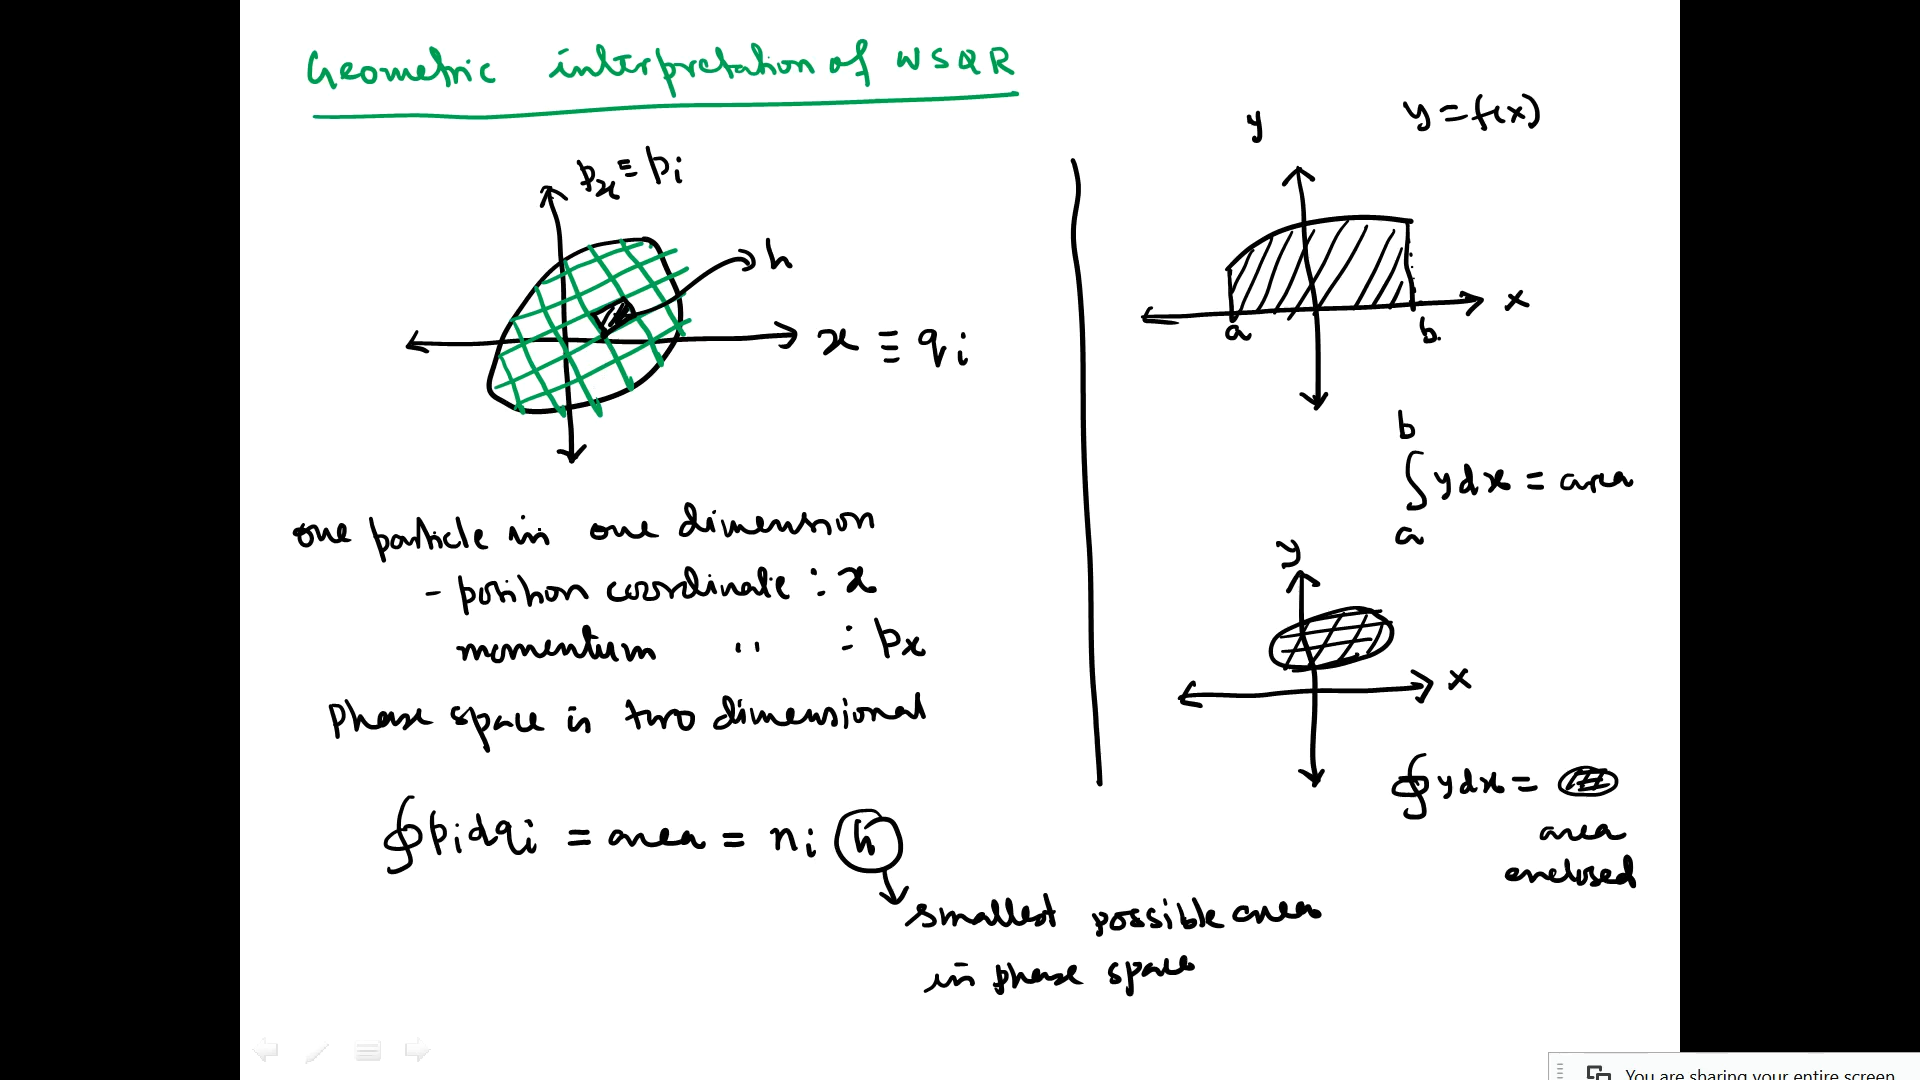 Geometric interpretation of WSQR
pₓ ≡ pᵢ
h
x ≡ qᵢ
one particle in one dimension
- position coordinate : x
momentum " : pₓ
Phase space is two dimensional
∮pᵢdqᵢ = area = nᵢ h
smallest possible area
in phase space
y
y = f(x)
x
a
b.
b
∫ydx = area
a
y
x
∮ydx =
area
enclosed
You are sharing your entire screen